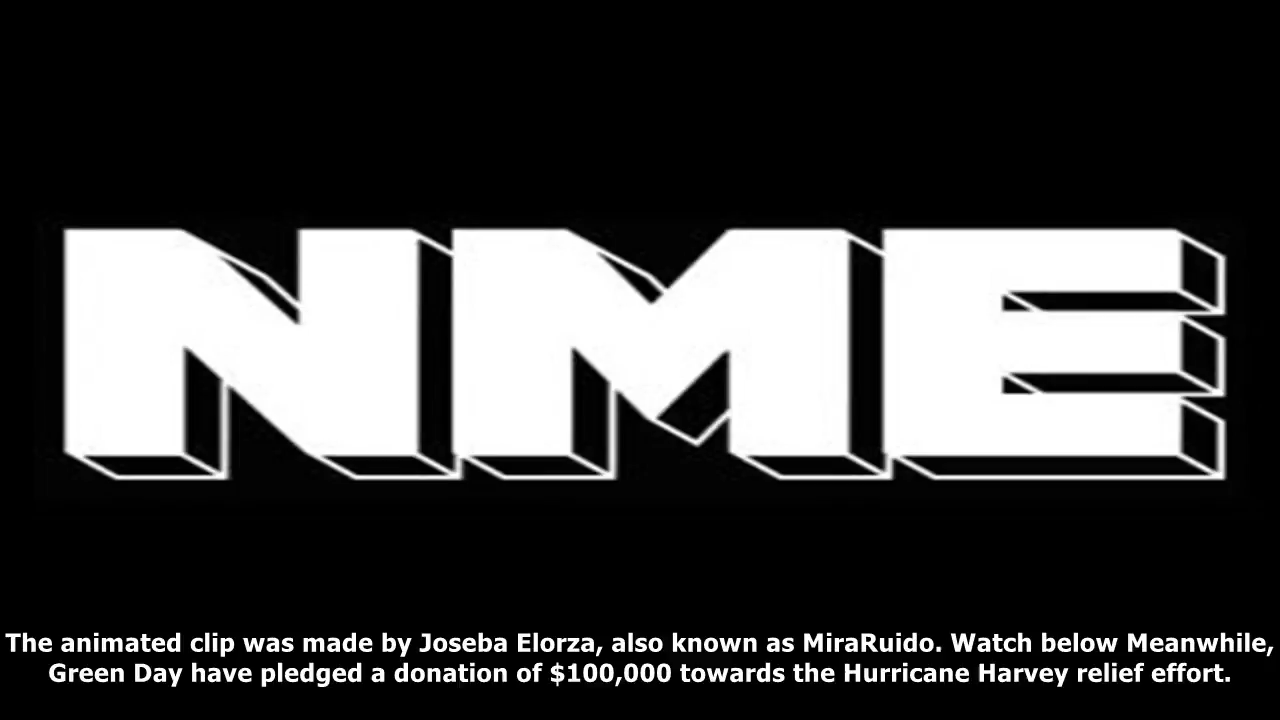 NME
The animated clip was made by Joseba Elorza, also known as MiraRuido. Watch below Meanwhile,
Green Day have pledged a donation of $100,000 towards the Hurricane Harvey relief effort.